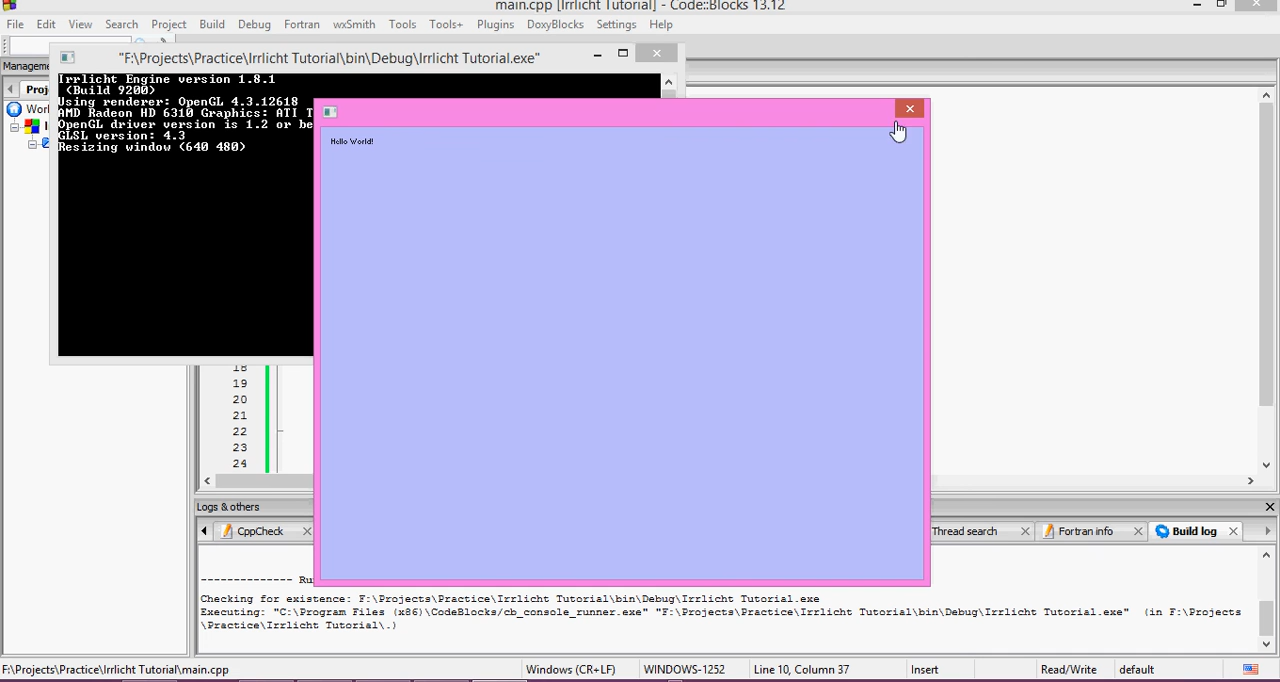 main.cpp [Irrlicht Tutorial] - Code::Blocks 13.12
File Edit View Search Project Build Debug Fortran wxSmith Tools Tools+ Plugins DoxyBlocks Settings Help
"F:\Projects\Practice\Irrlicht Tutorial\bin\Debug\Irrlicht Tutorial.exe"
Irrlicht Engine version 1.8.1
(Build 9200)
Using renderer: OpenGL 4.3.12618
AMD Radeon HD 6310 Graphics: ATI T
OpenGL driver version is 1.2 or be
GLSL version: 4.3
Resizing window (640 480)
Hello World!
Manageme
Proj
Worl
18
19
20
21
22
23
24
Logs & others
CppCheck Thread search Fortran info Build log
-------------- Ru
Checking for existence: F:\Projects\Practice\Irrlicht Tutorial\bin\Debug\Irrlicht Tutorial.exe
Executing: "C:\Program Files (x86)\CodeBlocks/cb_console_runner.exe" "F:\Projects\Practice\Irrlicht Tutorial\bin\Debug\Irrlicht Tutorial.exe" (in F:\Projects
\Practice\Irrlicht Tutorial\.)
F:\Projects\Practice\Irrlicht Tutorial\main.cpp Windows (CR+LF) WINDOWS-1252 Line 10, Column 37 Insert Read/Write default